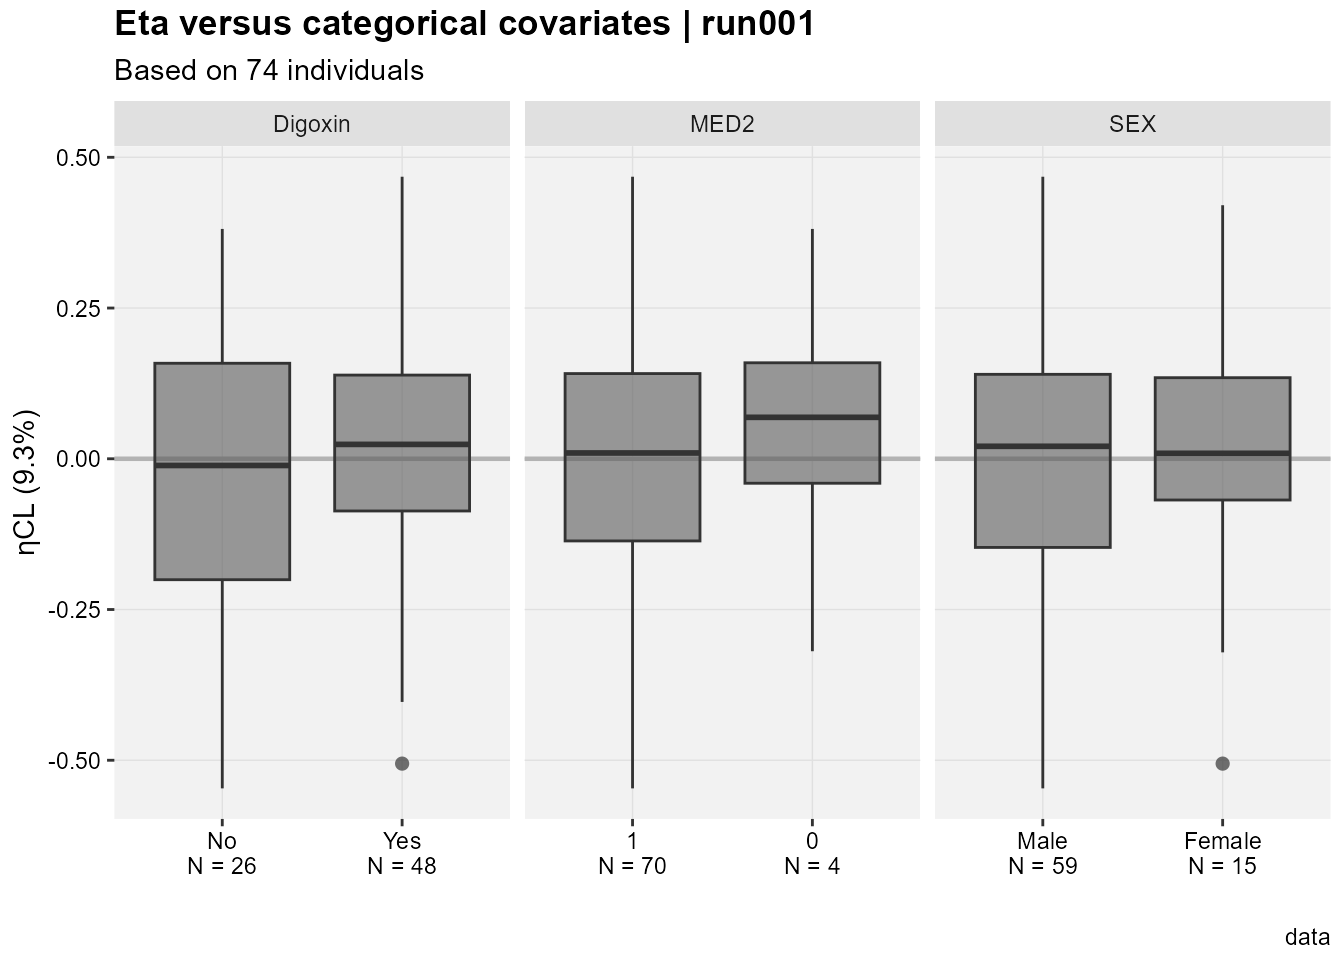 Eta versus categorical covariates | run001
Based on 74 individuals
Digoxin
MED2
SEX
0.50
0.25
0.00
-0.25
-0.50
ηCL (9.3%)
No
N = 26
Yes
N = 48
1
N = 70
0
N = 4
Male
N = 59
Female
N = 15
data